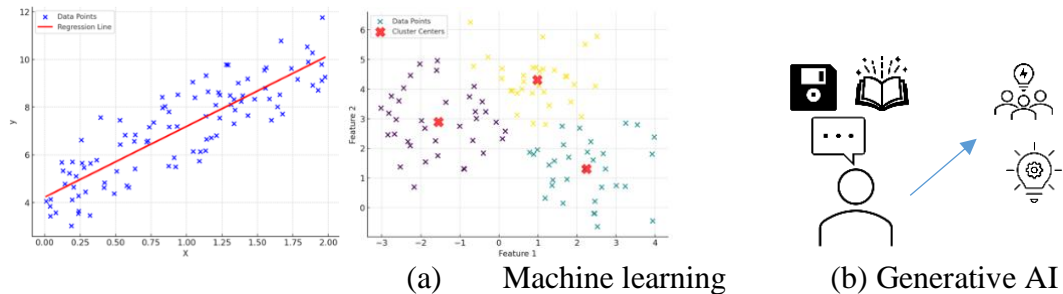 Data Points
Regression Line
12
10
8
6
4
y
0.00 0.25 0.50 0.75 1.00 1.25 1.50 1.75 2.00
X
Data Points
Cluster Centers
6
5
4
3
2
1
0
Feature 2
−3 −2 −1 0 1 2 3 4
Feature 1
(a) Machine learning (b) Generative AI